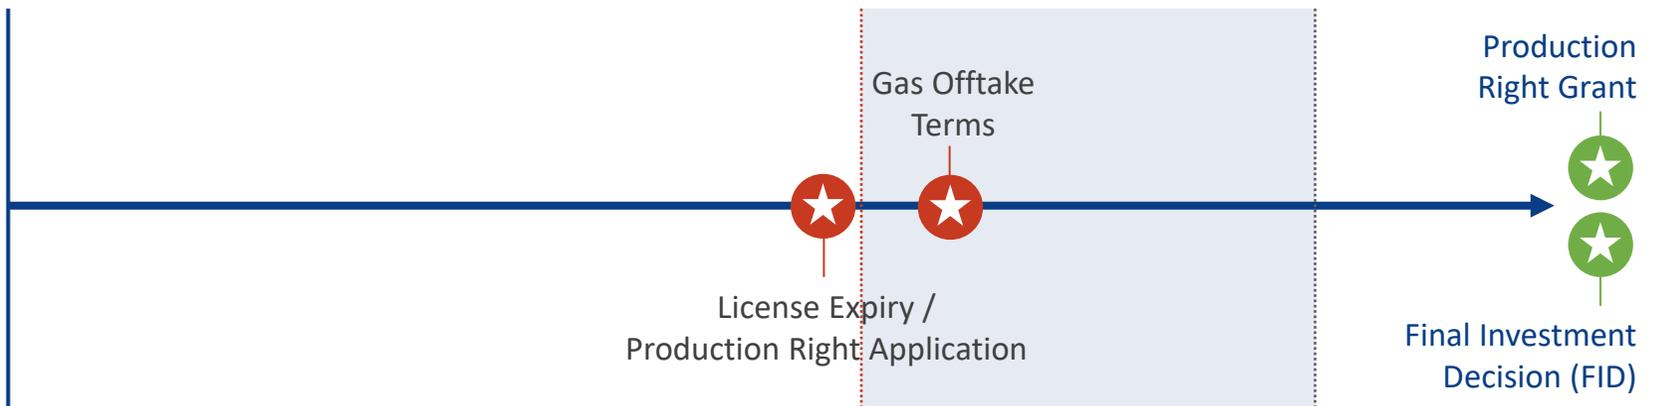 Gas Offtake
Terms
License Expiry /
Production Right Application
Production
Right Grant
Final Investment
Decision (FID)